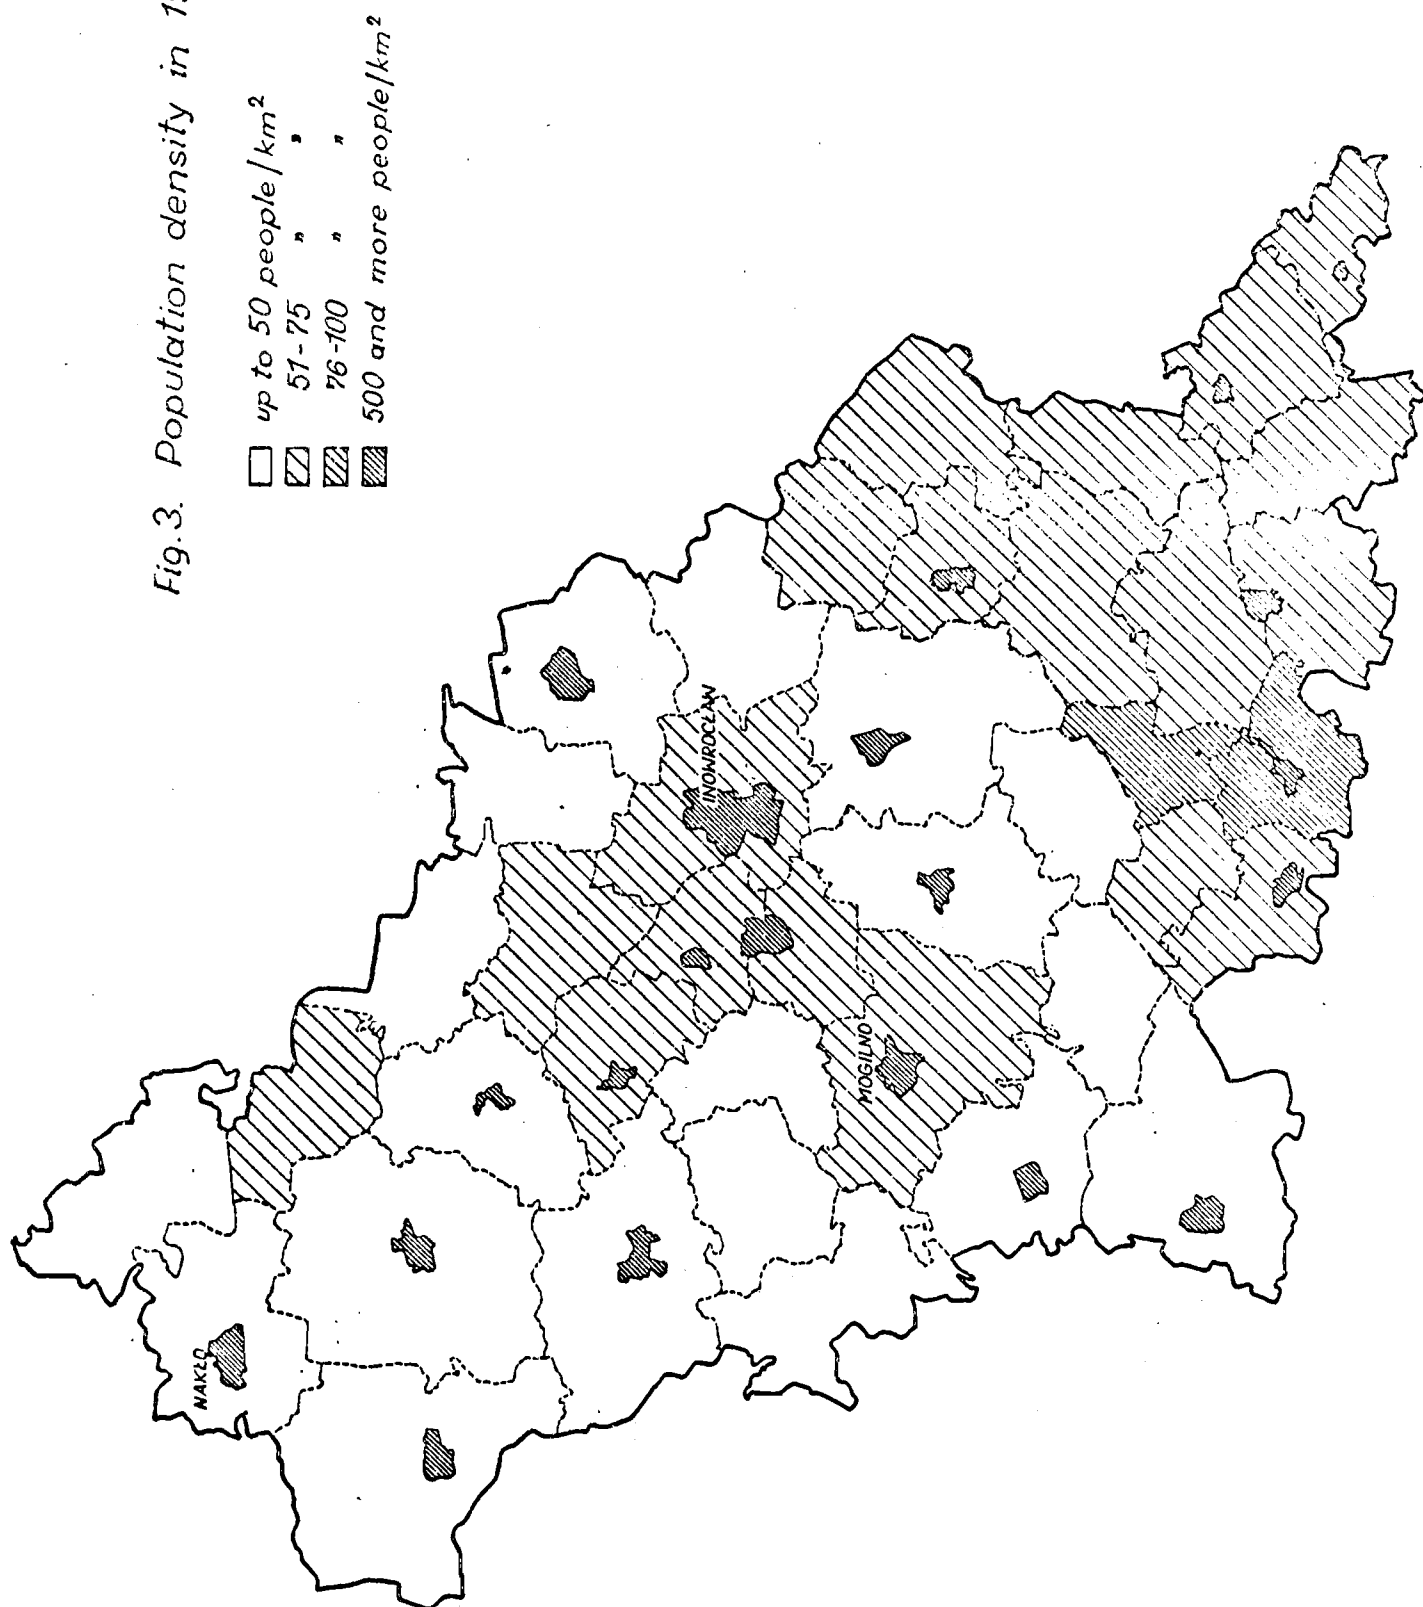 Fig. 3. Population density in
up to 50 people/km²
51-75 " "
76-100 " "
500 and more people/km²
INOWROCŁAW
MOGILNO
NAKŁO